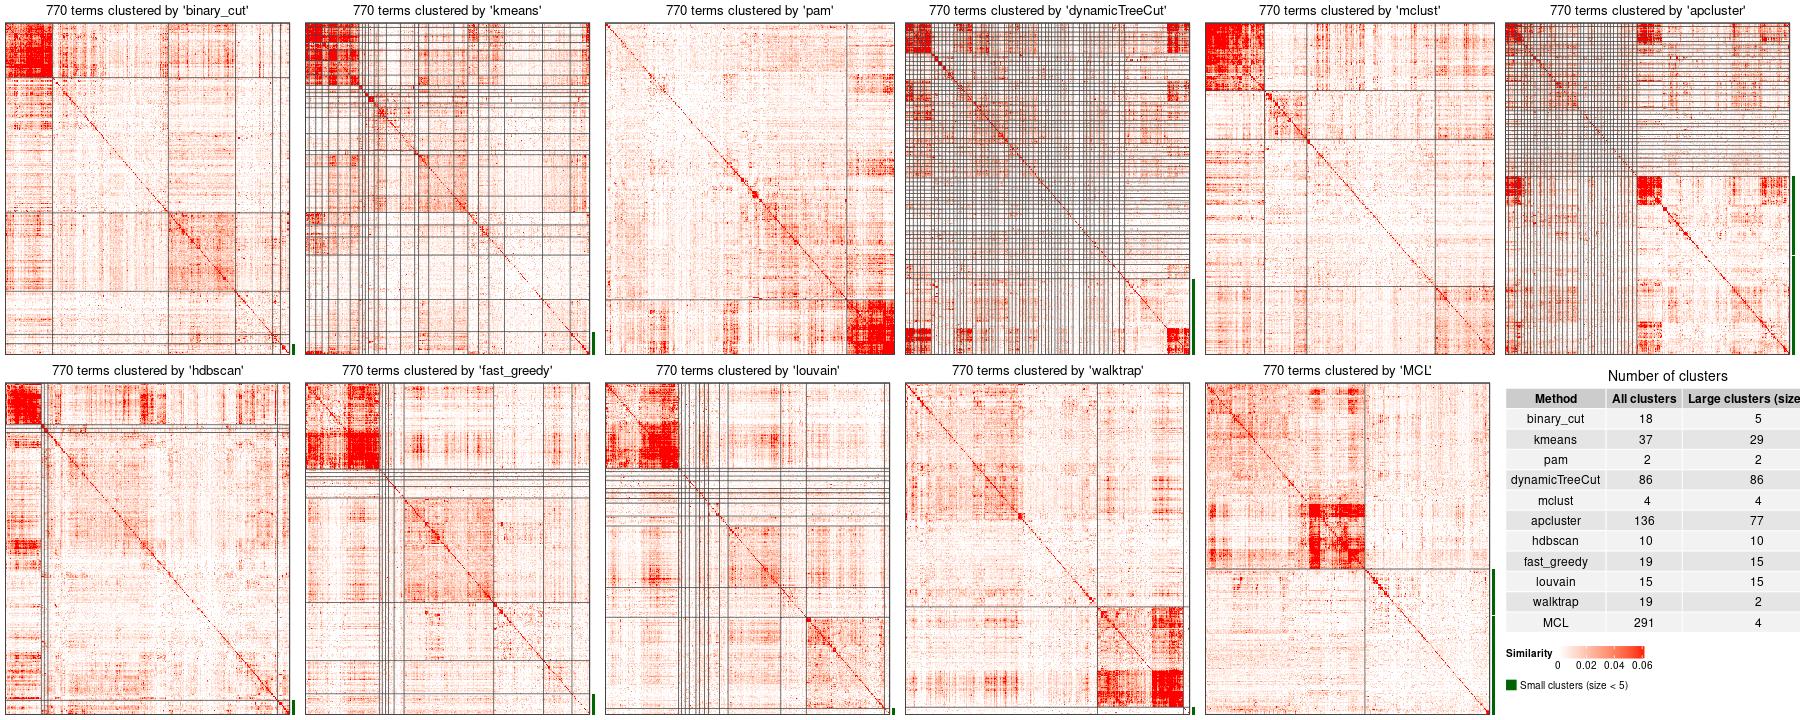 770 terms clustered by 'binary_cut'
770 terms clustered by 'kmeans'
770 terms clustered by 'pam'
770 terms clustered by 'dynamicTreeCut'
770 terms clustered by 'mclust'
770 terms clustered by 'apcluster'
770 terms clustered by 'hdbscan'
770 terms clustered by 'fast_greedy'
770 terms clustered by 'louvain'
770 terms clustered by 'walktrap'
770 terms clustered by 'MCL'
Number of clusters
Method All clusters Large clusters (size
binary_cut 18 5
kmeans 37 29
pam 2 2
dynamicTreeCut 86 86
mclust 4 4
apcluster 136 77
hdbscan 10 10
fast_greedy 19 15
louvain 15 15
walktrap 19 2
MCL 291 4
Similarity
0 0.02 0.04 0.06
Small clusters (size < 5)